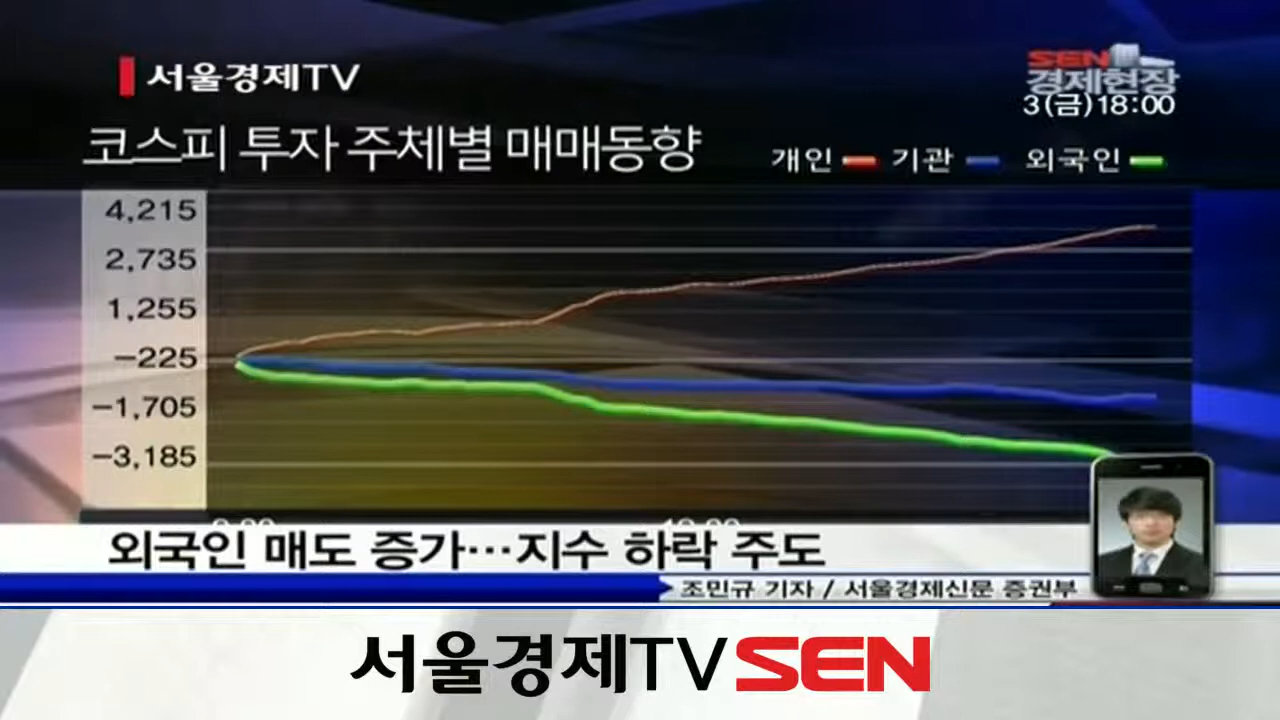 서울경제TV
SEN
경제현장
3(금)18:00
코스피 투자 주체별 매매동향
개인 기관 외국인
4,215
2,735
1,255
-225
-1,705
-3,185
외국인 매도 증가…지수 하락 주도
조민규 기자 / 서울경제신문 증권부
서울경제TV SEN